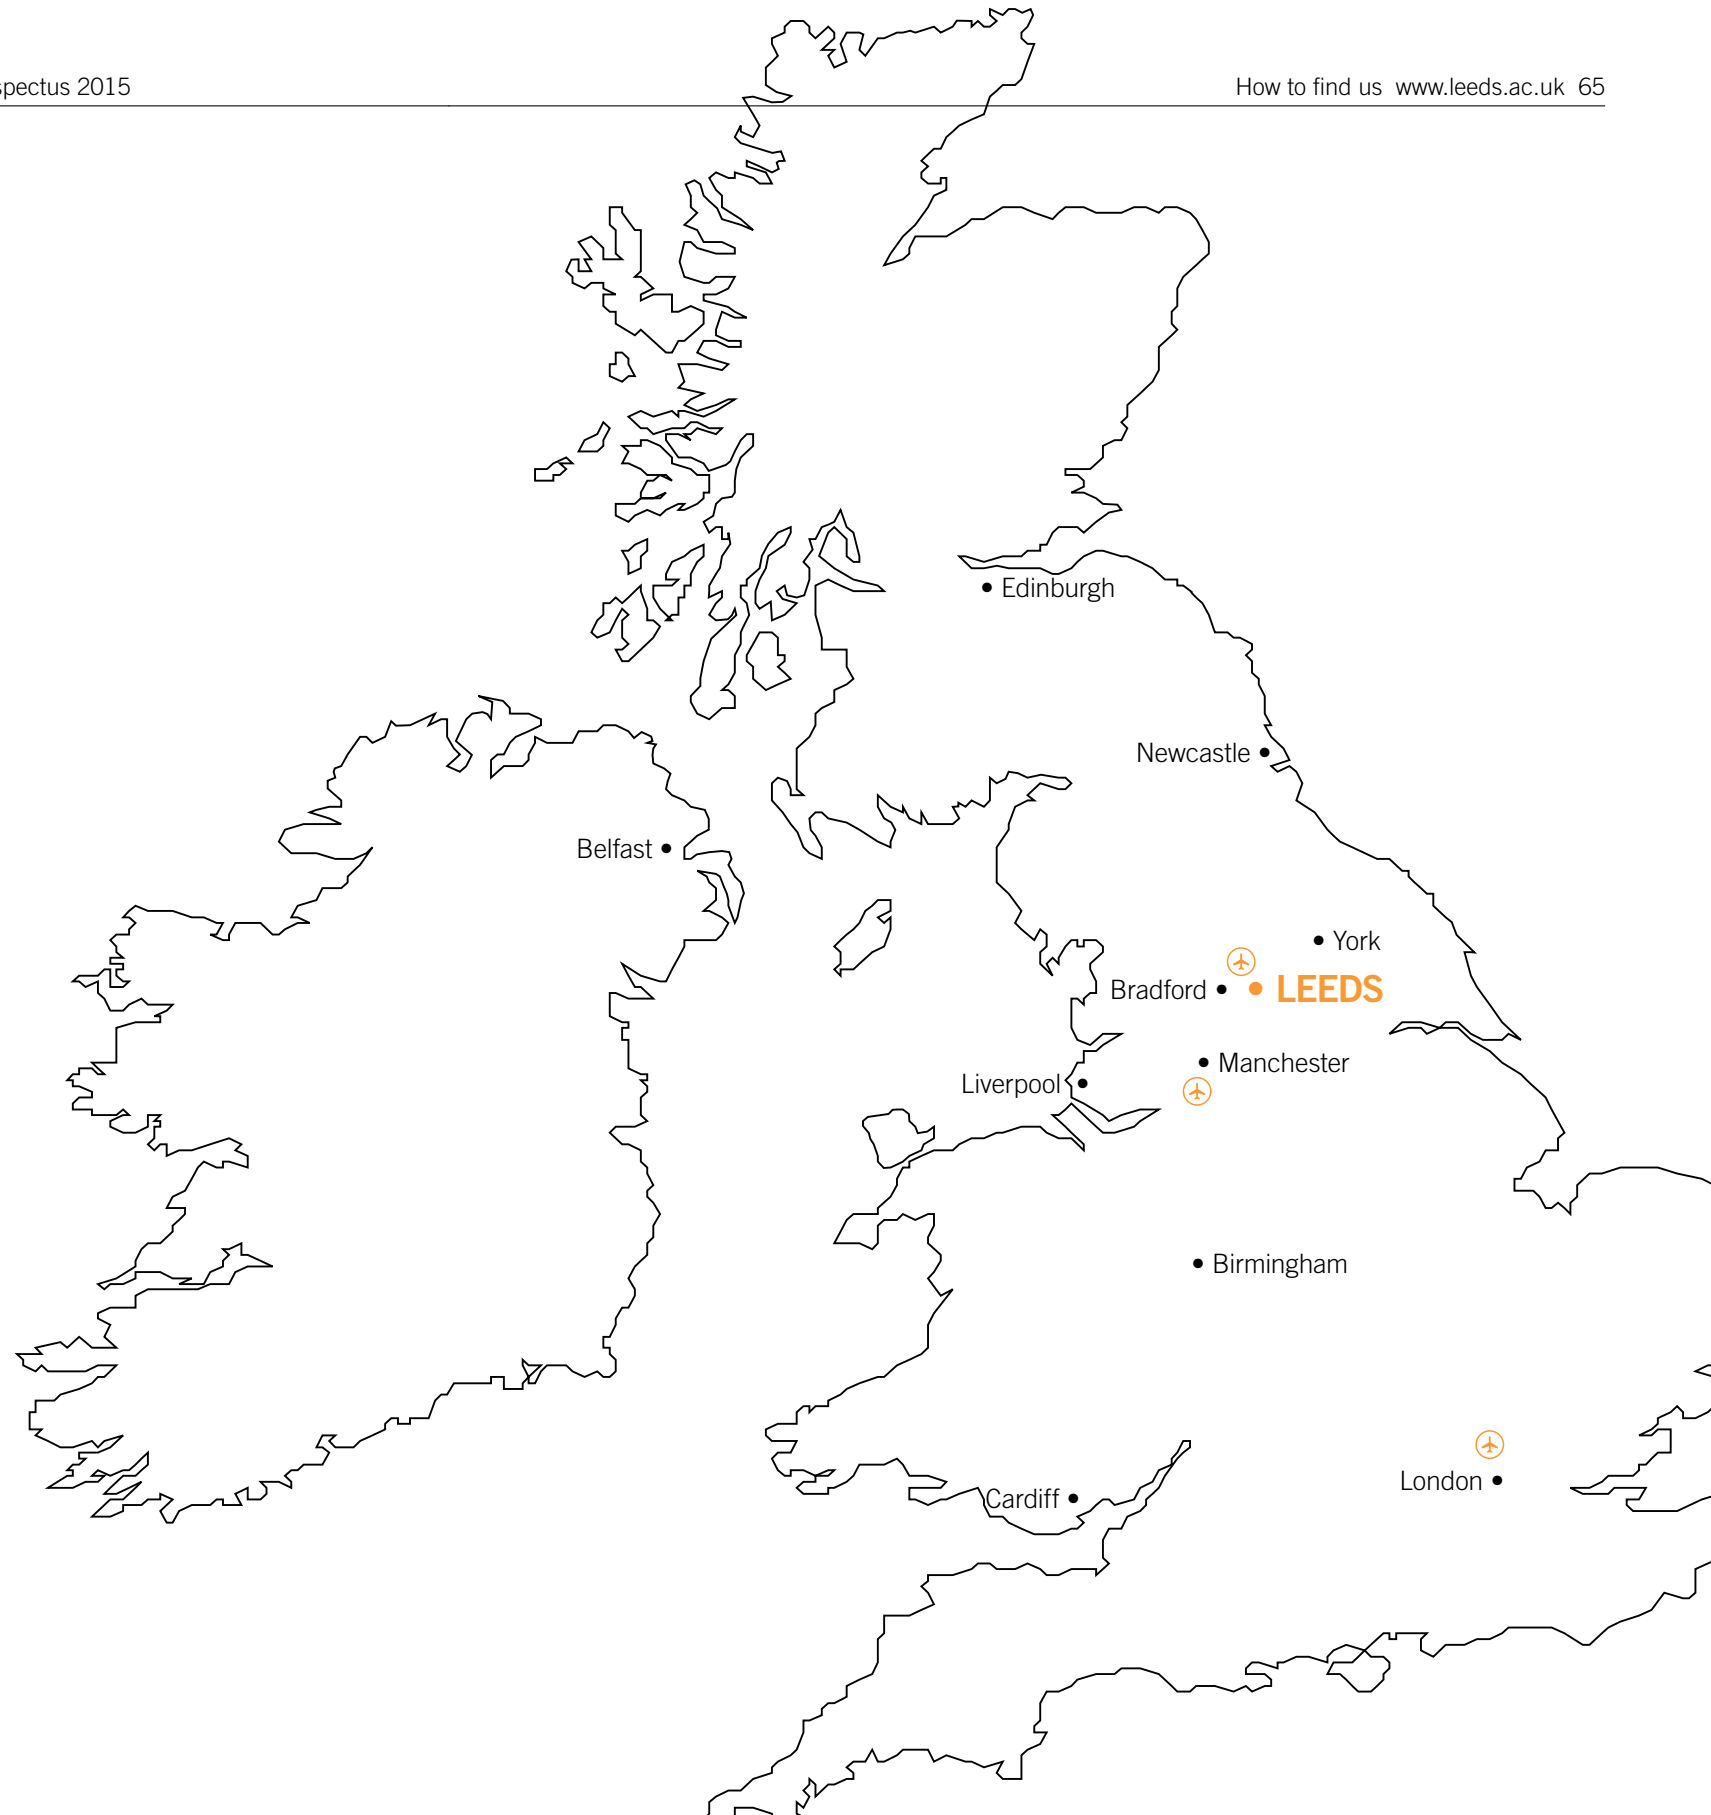 spectus 2015
How to find us www.leeds.ac.uk 65
Edinburgh
Newcastle
Belfast
York
Bradford
LEEDS
Manchester
Liverpool
Birmingham
London
Cardiff